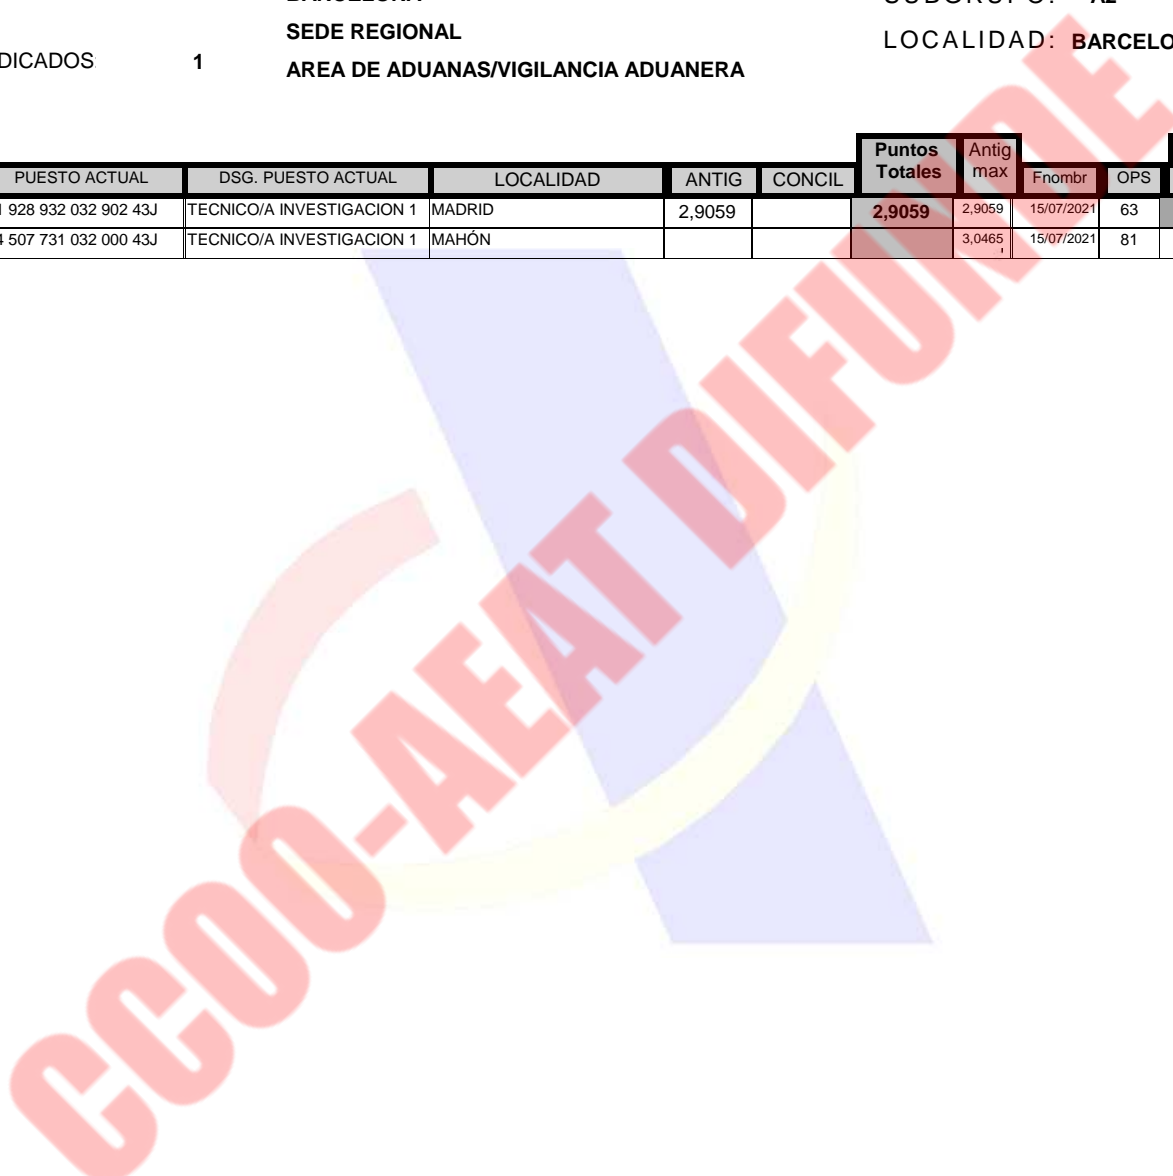 BARCELONA
SUBGRUPO: A2
SEDE REGIONAL
LOCALIDAD: BARCELO
DICADOS: 1
AREA DE ADUANAS/VIGILANCIA ADUANERA
PUESTO ACTUAL DSG. PUESTO ACTUAL LOCALIDAD ANTIG CONCIL Puntos Totales Antig max Fnombr OPS
928 932 032 902 43J TECNICO/A INVESTIGACION 1 MADRID 2,9059 2,9059 2,9059 15/07/2021 63
507 731 032 000 43J TECNICO/A INVESTIGACION 1 MAHÓN 3,0465 15/07/2021 81
CCOO-AEAT DIFUNDE